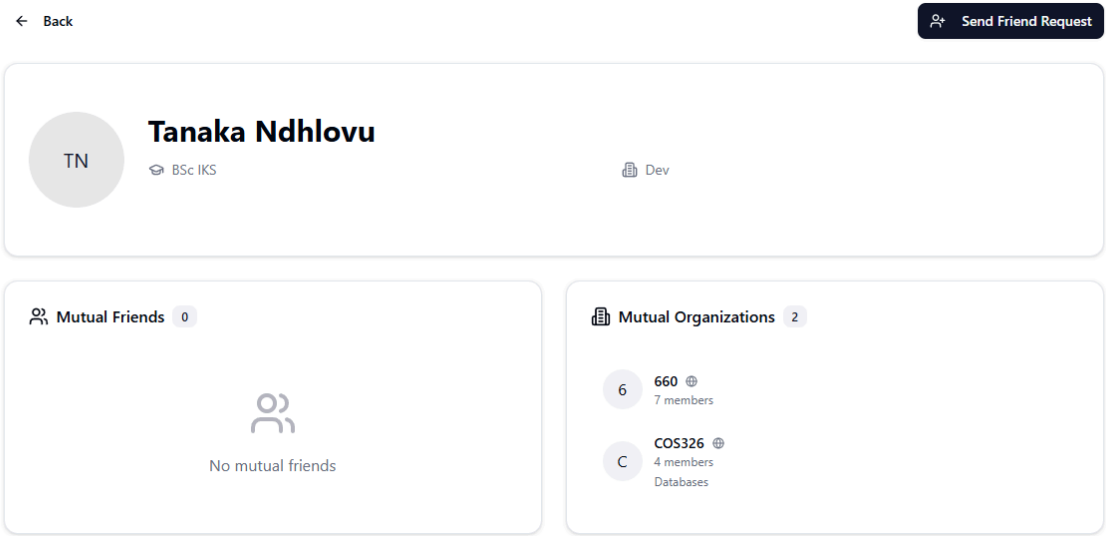 Back
Send Friend Request
TN
Tanaka Ndhlovu
BSc IKS
Dev
Mutual Friends 0
No mutual friends
Mutual Organizations 2
6
660
7 members
C
COS326
4 members
Databases